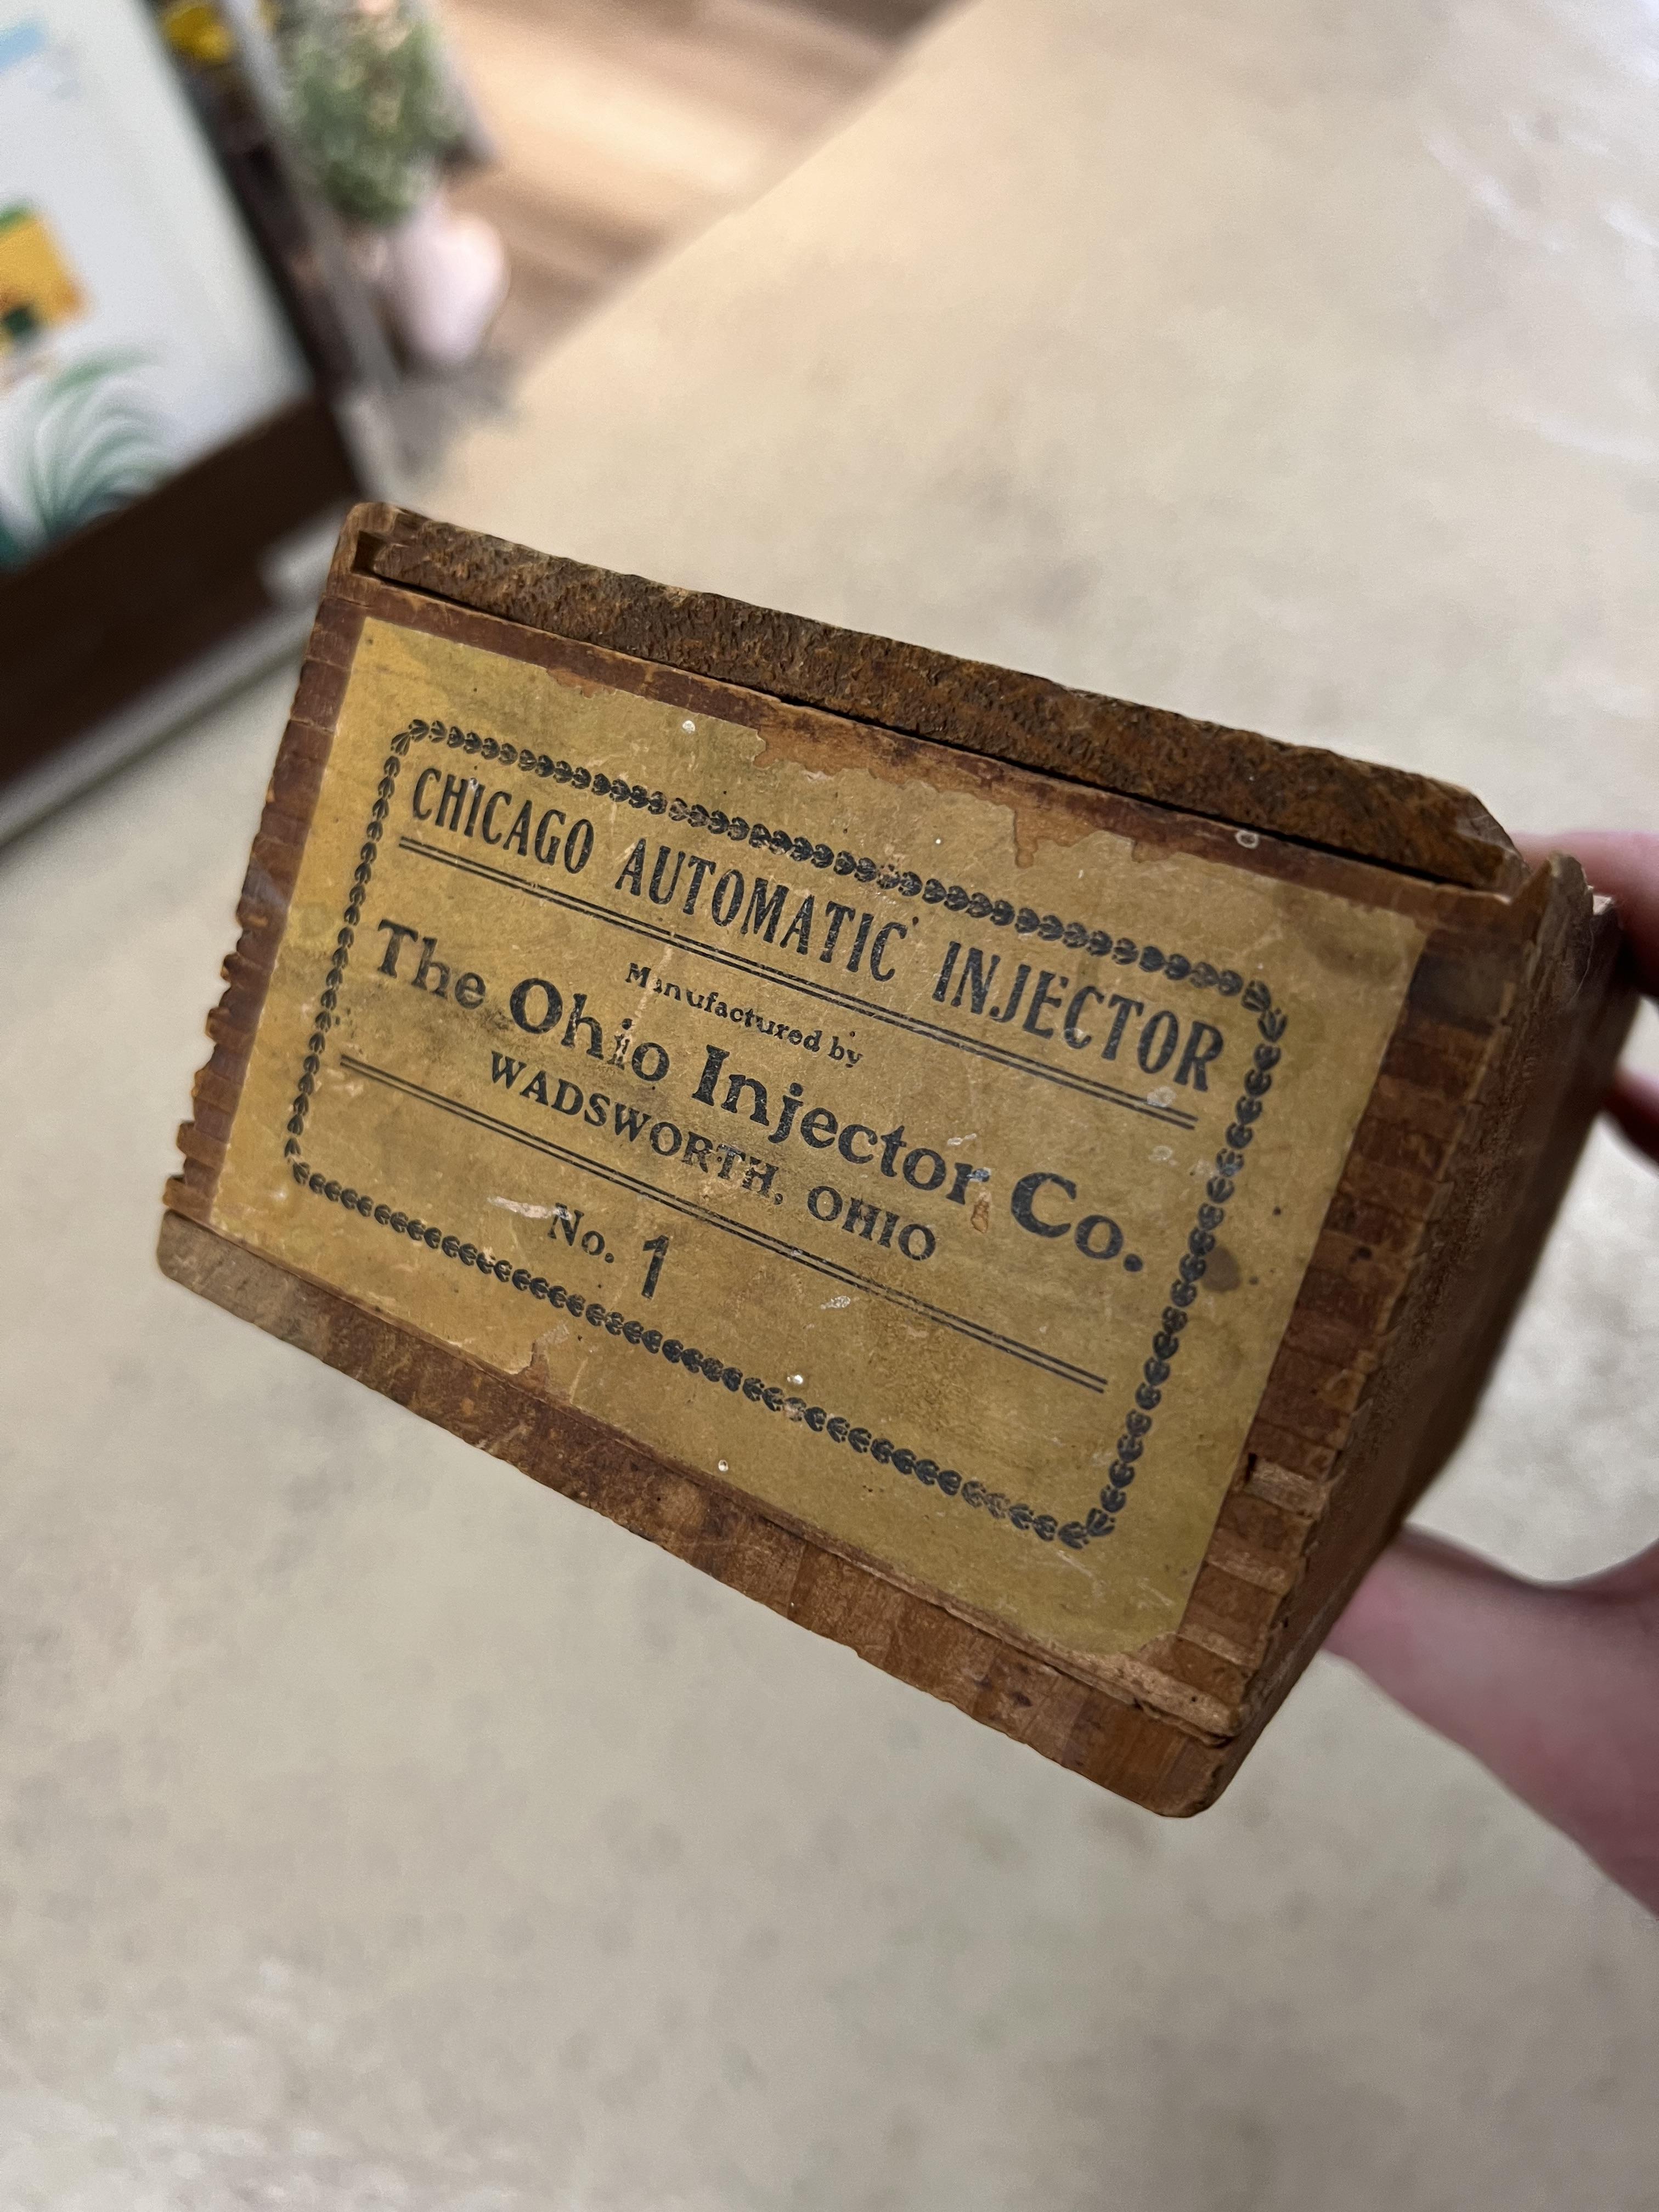 CHICAGO AUTOMATIC INJECTOR
Manufactured by
The Ohio Injector Co.
WADSWORTH, OHIO
No. 1